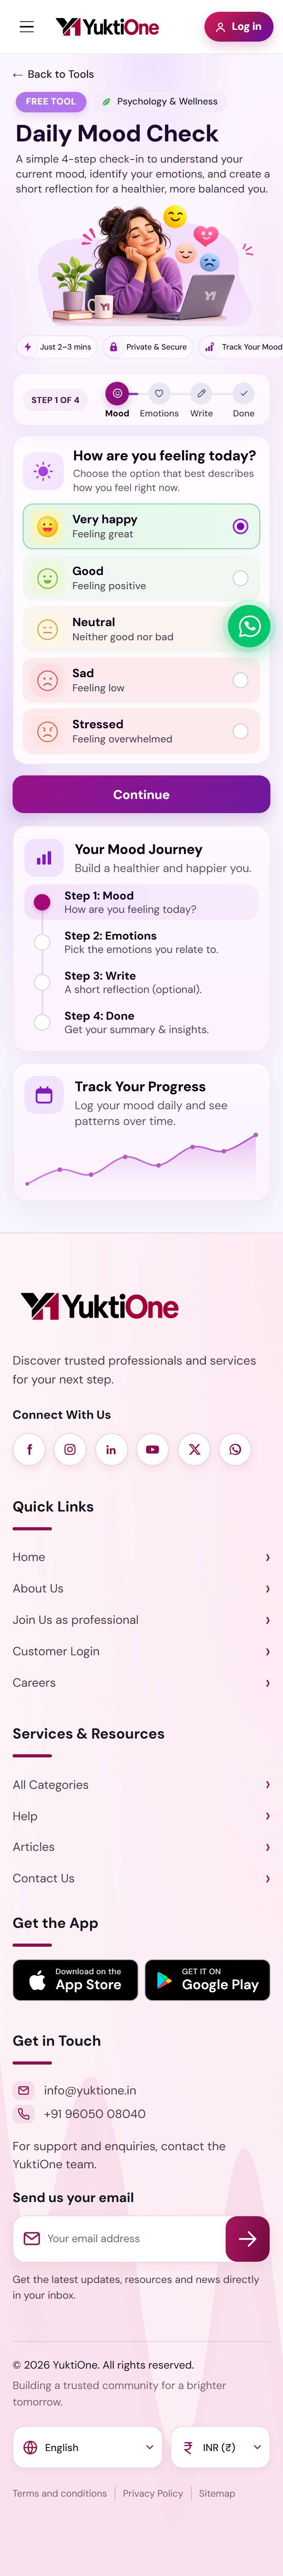 YuktiOne
Log in
← Back to Tools
FREE TOOL
Psychology & Wellness
Daily Mood Check
A simple 4-step check-in to understand your
current mood, identify your emotions, and create a
short reflection for a healthier, more balanced you.
Just 2–3 mins
Private & Secure
Track Your Mood
STEP 1 OF 4
Mood
Emotions
Write
Done
How are you feeling today?
Choose the option that best describes
how you feel right now.
Very happy
Feeling great
Good
Feeling positive
Neutral
Neither good nor bad
Sad
Feeling low
Stressed
Feeling overwhelmed
Continue
Your Mood Journey
Build a healthier and happier you.
Step 1: Mood
How are you feeling today?
Step 2: Emotions
Pick the emotions you relate to.
Step 3: Write
A short reflection (optional).
Step 4: Done
Get your summary & insights.
Track Your Progress
Log your mood daily and see
patterns over time.
YuktiOne
Discover trusted professionals and services
for your next step.
Connect With Us
Quick Links
Home
About Us
Join Us as professional
Customer Login
Careers
Services & Resources
All Categories
Help
Articles
Contact Us
Get the App
Download on the
App Store
GET IT ON
Google Play
Get in Touch
info@yuktione.in
+91 96050 08040
For support and enquiries, contact the
YuktiOne team.
Send us your email
Your email address
Get the latest updates, resources and news directly
in your inbox.
© 2026 YuktiOne. All rights reserved.
Building a trusted community for a brighter
tomorrow.
English
₹ INR (₹)
Terms and conditions
Privacy Policy
Sitemap